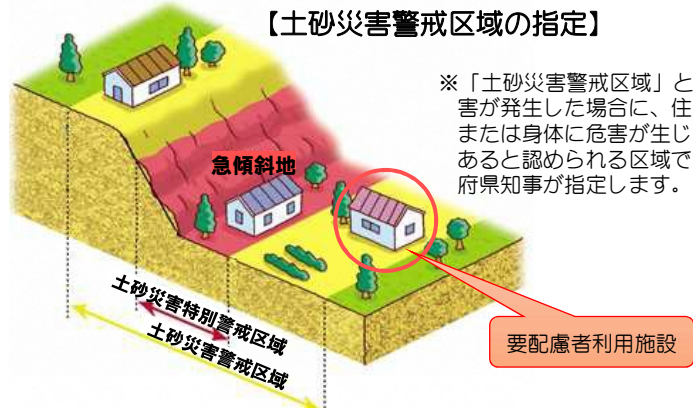 【土砂災害警戒区域の指定】
※「土砂災害警戒区域」と
害が発生した場合に、住
または身体に危害が生じ
あると認められる区域で
府県知事が指定します。
急傾斜地
土砂災害特別警戒区域
土砂災害警戒区域
要配慮者利用施設